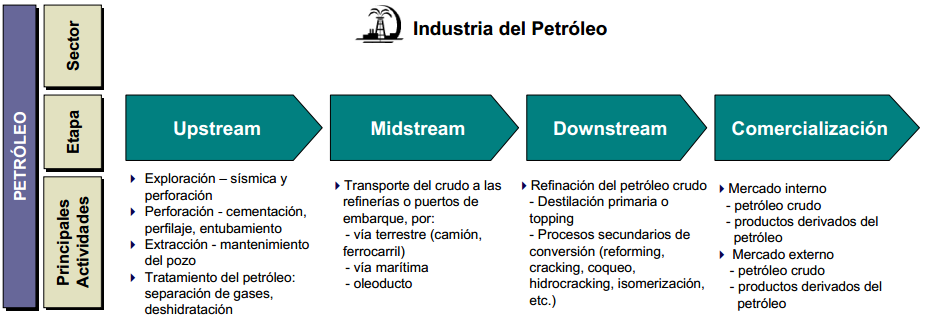 Industria del Petróleo
PETRÓLEO
Sector
Etapa
Principales
Actividades
Upstream
Exploración – sísmica y
perforación
Perforación - cementación,
perfilaje, entubamiento
Extracción - mantenimiento
del pozo
Tratamiento del petróleo:
separación de gases,
deshidratación
Midstream
Transporte del crudo a las
refinerías o puertos de
embarque, por:
- vía terrestre (camión,
ferrocarril)
- vía marítima
- oleoducto
Downstream
Refinación del petróleo crudo
- Destilación primaria o
topping
- Procesos secundarios de
conversión (reforming,
cracking, coqueo,
hidrocracking, isomerización,
etc.)
Comercialización
Mercado interno
- petróleo crudo
- productos derivados del
petróleo
Mercado externo
- petróleo crudo
- productos derivados del
petróleo